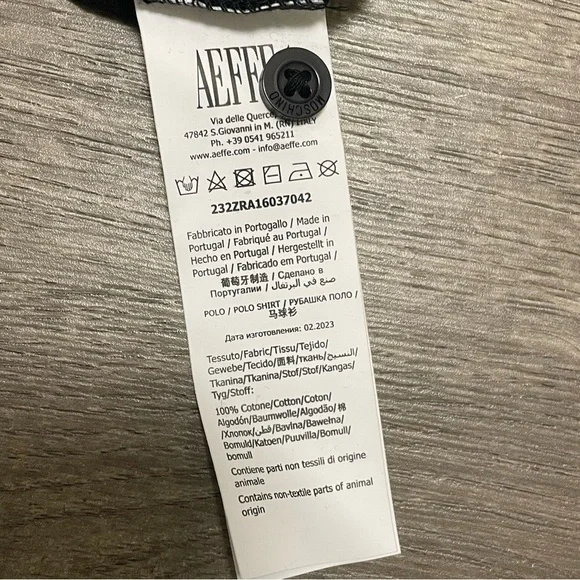 AEFFE
MOSCHINO
Via delle Querce,
47842 S.Giovanni in M. (RN) ITALY
Ph. +39 0541 965211
www.aeffe.com - info@aeffe.com
232ZRA16037042
Fabbricato in Portogallo / Made in
Portugal / Fabriqué au Portugal /
Hecho en Portugal / Hergestellt in
Portugal / Fabricado em Portugal /
葡萄牙制造 / Сделано в
Португалии / صنع في البرتغال
POLO / POLO SHIRT / РУБАШКА ПОЛО /
马球衫
Дата изготовления: 02.2023
Tessuto/Fabric/Tissu/Tejido/
Gewebe/Tecido/面料/ткань/النسيج/
Tkanina/Tkanina/Stof/Stof/Kangas/
Tyg/Stoff:
100% Cotone/Cotton/Coton/
Algodón/Baumwolle/Algodão/棉
/Хлопок/قطن/Bavlna/Bawełna/
Bomuld/Katoen/Puuvilla/Bomull/
bomull
Contiene parti non tessili di origine
animale
Contains non-textile parts of animal
origin